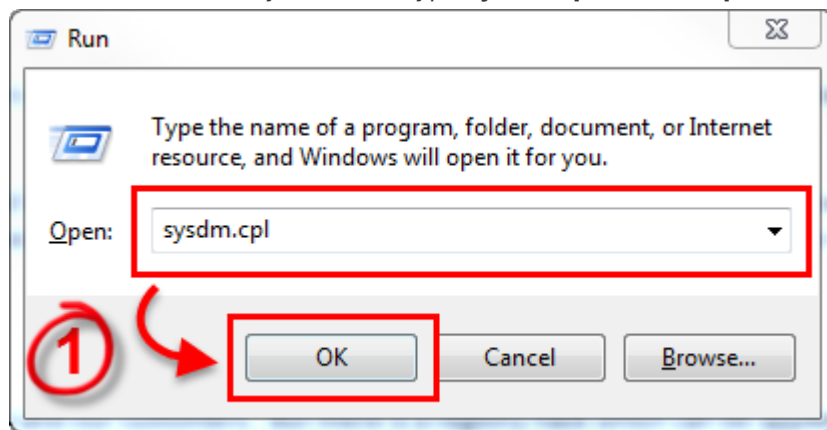 Run
Type the name of a program, folder, document, or Internet
resource, and Windows will open it for you.
Open: sysdm.cpl
1
OK Cancel Browse...